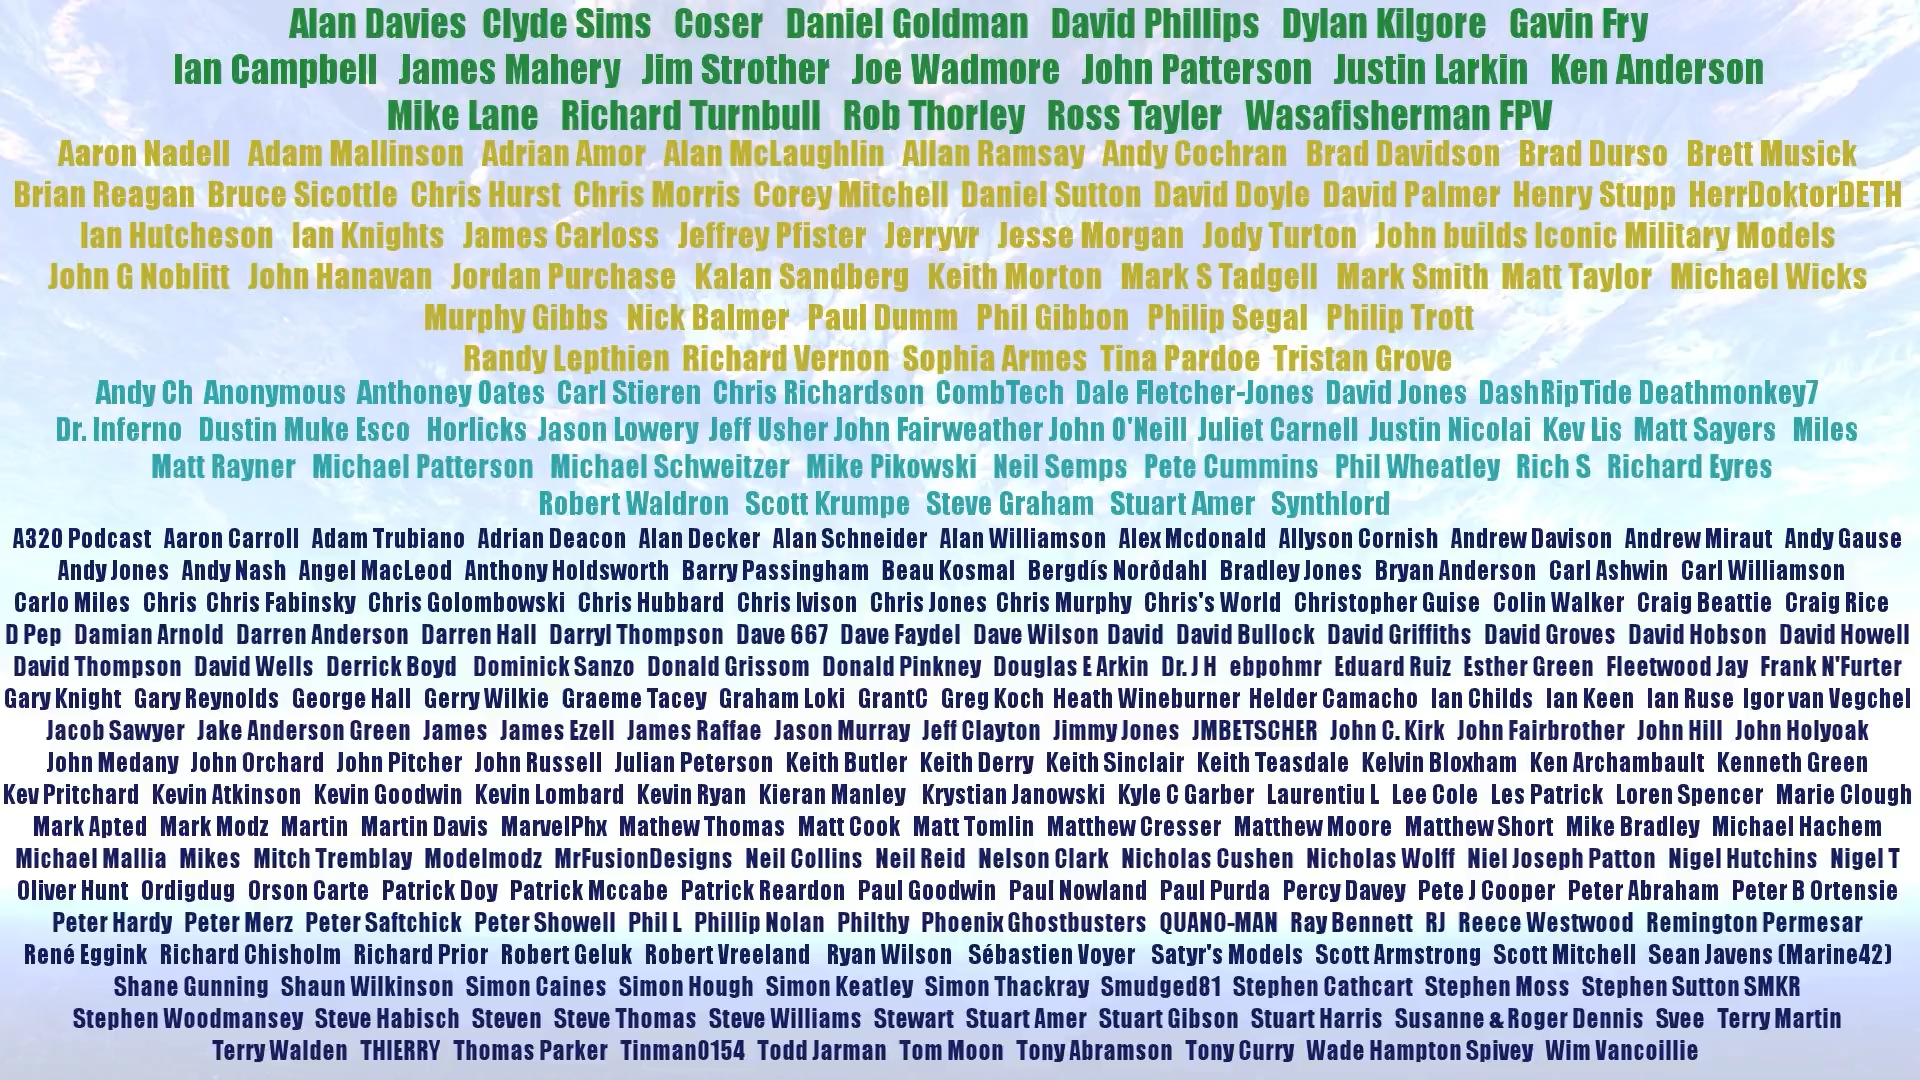 Alan Davies Clyde Sims Coser Daniel Goldman David Phillips Dylan Kilgore Gavin Fry
Ian Campbell James Mahery Jim Strother Joe Wadmore John Patterson Justin Larkin Ken Anderson
Mike Lane Richard Turnbull Rob Thorley Ross Tayler Wasafisherman FPV
Aaron Nadell Adam Mallinson Adrian Amor Alan McLaughlin Allan Ramsay Andy Cochran Brad Davidson Brad Durso Brett Musick
Brian Reagan Bruce Sicottle Chris Hurst Chris Morris Corey Mitchell Daniel Sutton David Doyle David Palmer Henry Stupp HerrDoktorDETH
Ian Hutcheson Ian Knights James Carloss Jeffrey Pfister Jerryvr Jesse Morgan Jody Turton John builds Iconic Military Models
John G Noblitt John Hanavan Jordan Purchase Kalan Sandberg Keith Morton Mark S Tadgell Mark Smith Matt Taylor Michael Wicks
Murphy Gibbs Nick Balmer Paul Dumm Phil Gibbon Philip Segal Philip Trott
Randy Lepthien Richard Vernon Sophia Armes Tina Pardoe Tristan Grove
Andy Ch Anonymous Anthoney Oates Carl Stieren Chris Richardson CombTech Dale Fletcher-Jones David Jones DashRipTide Deathmonkey7
Dr. Inferno Dustin Muke Esco Horlicks Jason Lowery Jeff Usher John Fairweather John O'Neill Juliet Carnell Justin Nicolai Kev Lis Matt Sayers Miles
Matt Rayner Michael Patterson Michael Schweitzer Mike Pikowski Neil Semps Pete Cummins Phil Wheatley Rich S Richard Eyres
Robert Waldron Scott Krumpe Steve Graham Stuart Amer Synthlord
A320 Podcast Aaron Carroll Adam Trubiano Adrian Deacon Alan Decker Alan Schneider Alan Williamson Alex Mcdonald Allyson Cornish Andrew Davison Andrew Miraut Andy Gause
Andy Jones Andy Nash Angel MacLeod Anthony Holdsworth Barry Passingham Beau Kosmal Bergdís Norðdahl Bradley Jones Bryan Anderson Carl Ashwin Carl Williamson
Carlo Miles Chris Chris Fabinsky Chris Golombowski Chris Hubbard Chris Ivison Chris Jones Chris Murphy Chris's World Christopher Guise Colin Walker Craig Beattie Craig Rice
D Pep Damian Arnold Darren Anderson Darren Hall Darryl Thompson Dave 667 Dave Faydel Dave Wilson David David Bullock David Griffiths David Groves David Hobson David Howell
David Thompson David Wells Derrick Boyd Dominick Sanzo Donald Grissom Donald Pinkney Douglas E Arkin Dr. J H ebpohmr Eduard Ruiz Esther Green Fleetwood Jay Frank N'Furter
Gary Knight Gary Reynolds George Hall Gerry Wilkie Graeme Tacey Graham Loki GrantC Greg Koch Heath Wineburner Helder Camacho Ian Childs Ian Keen Ian Ruse Igor van Vegchel
Jacob Sawyer Jake Anderson Green James James Ezell James Raffae Jason Murray Jeff Clayton Jimmy Jones JMBETSCHER John C. Kirk John Fairbrother John Hill John Holyoak
John Medany John Orchard John Pitcher John Russell Julian Peterson Keith Butler Keith Derry Keith Sinclair Keith Teasdale Kelvin Bloxham Ken Archambault Kenneth Green
Kev Pritchard Kevin Atkinson Kevin Goodwin Kevin Lombard Kevin Ryan Kieran Manley Krystian Janowski Kyle C Garber Laurentiu L Lee Cole Les Patrick Loren Spencer Marie Clough
Mark Apted Mark Modz Martin Martin Davis MarvelPhx Mathew Thomas Matt Cook Matt Tomlin Matthew Cresser Matthew Moore Matthew Short Mike Bradley Michael Hachem
Michael Mallia Mikes Mitch Tremblay Modelmodz MrFusionDesigns Neil Collins Neil Reid Nelson Clark Nicholas Cushen Nicholas Wolff Niel Joseph Patton Nigel Hutchins Nigel T
Oliver Hunt Ordigdug Orson Carte Patrick Doy Patrick Mccabe Patrick Reardon Paul Goodwin Paul Nowland Paul Purda Percy Davey Pete J Cooper Peter Abraham Peter B Ortensie
Peter Hardy Peter Merz Peter Saftchick Peter Showell Phil L Phillip Nolan Philthy Phoenix Ghostbusters QUANO-MAN Ray Bennett RJ Reece Westwood Remington Permesar
René Eggink Richard Chisholm Richard Prior Robert Geluk Robert Vreeland Ryan Wilson Sébastien Voyer Satyr's Models Scott Armstrong Scott Mitchell Sean Javens (Marine42)
Shane Gunning Shaun Wilkinson Simon Caines Simon Hough Simon Keatley Simon Thackray Smudged81 Stephen Cathcart Stephen Moss Stephen Sutton SMKR
Stephen Woodmansey Steve Habisch Steven Steve Thomas Steve Williams Stewart Stuart Amer Stuart Gibson Stuart Harris Susanne & Roger Dennis Svee Terry Martin
Terry Walden THIERRY Thomas Parker Tinman0154 Todd Jarman Tom Moon Tony Abramson Tony Curry Wade Hampton Spivey Wim Vancoillie